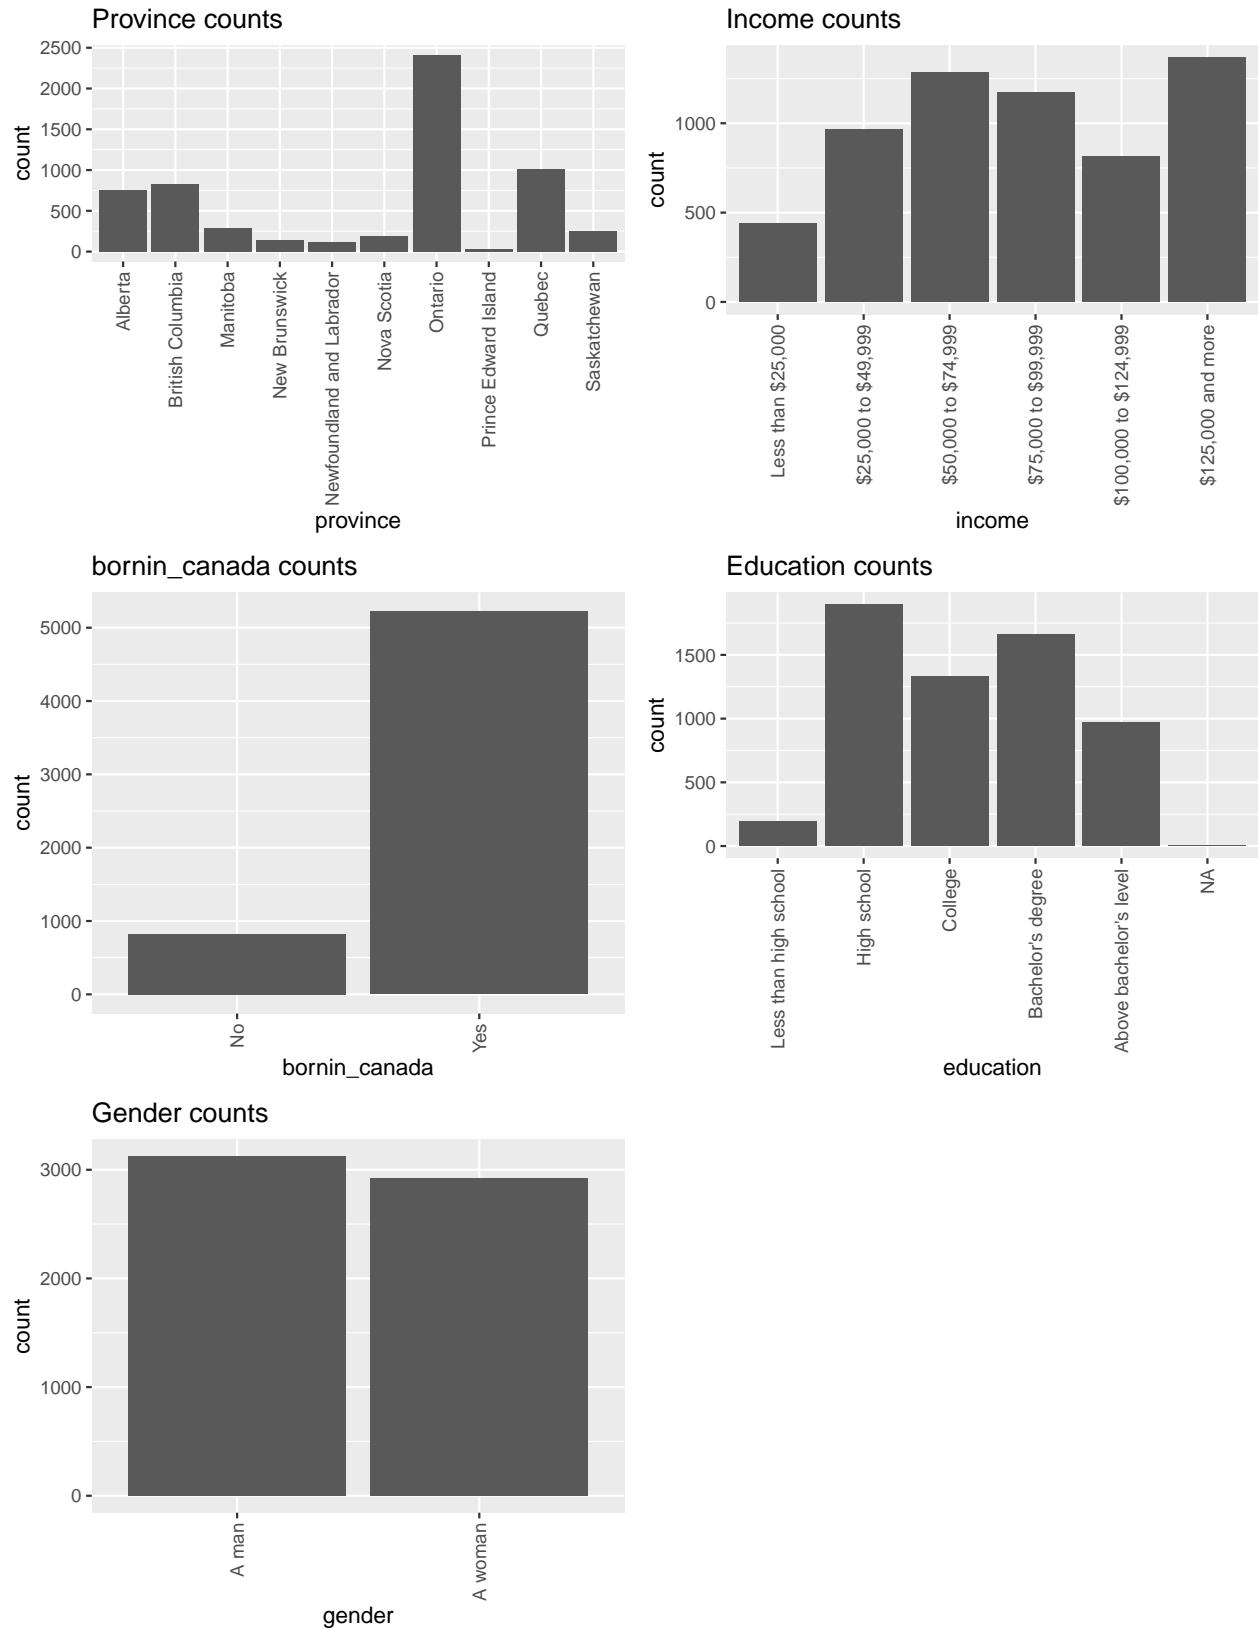 Province counts
2500
2000
1500
1000
500
0
count
Alberta
British Columbia
Manitoba
New Brunswick
Newfoundland and Labrador
Nova Scotia
Ontario
Prince Edward Island
Quebec
Saskatchewan
province
Income counts
1000
500
0
count
Less than $25,000
$25,000 to $49,999
$50,000 to $74,999
$75,000 to $99,999
$100,000 to $124,999
$125,000 and more
income
bornin_canada counts
5000
4000
3000
2000
1000
0
count
No
Yes
bornin_canada
Education counts
1500
1000
500
0
count
Less than high school
High school
College
Bachelor's degree
Above bachelor's level
NA
education
Gender counts
3000
2000
1000
0
count
A man
A woman
gender